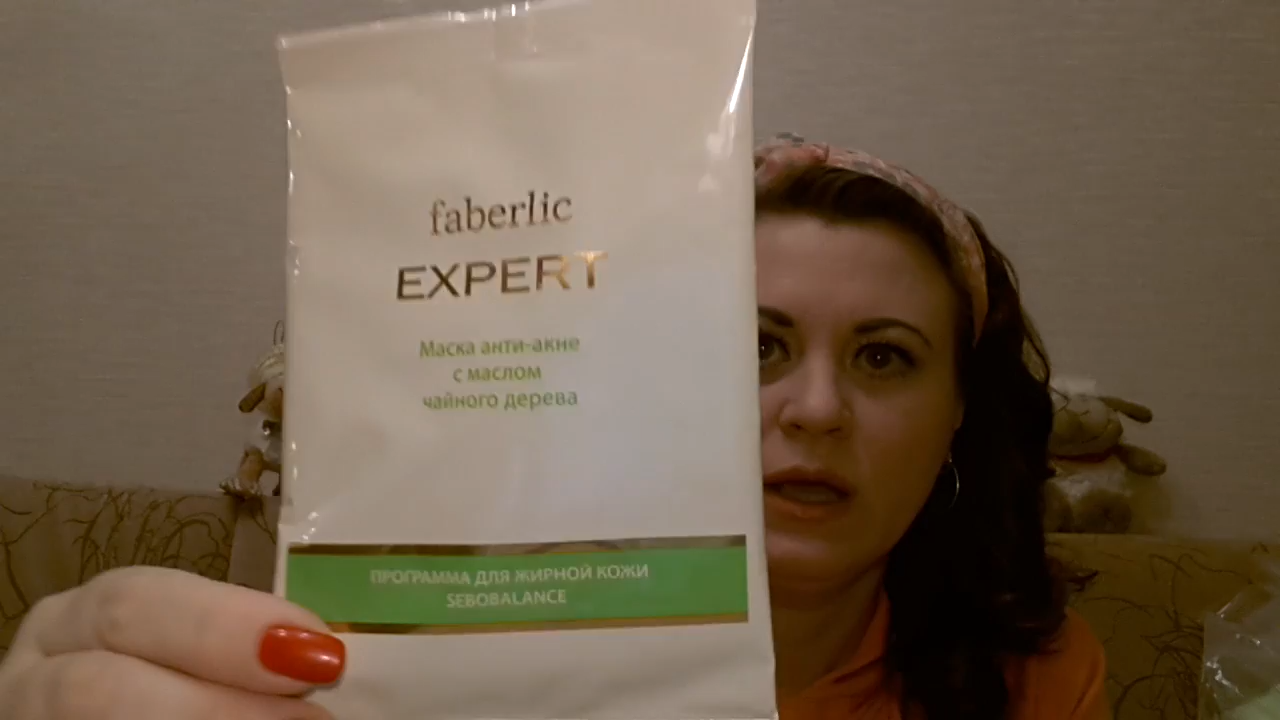 faberlic
EXPERT
Маска анти-акне
с маслом
чайного дерева
ПРОГРАММА ДЛЯ ЖИРНОЙ КОЖИ
SEBOBALANCE